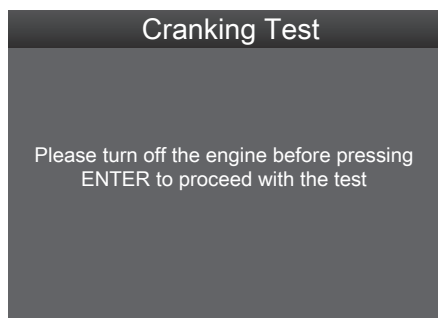 Cranking Test
Please turn off the engine before pressing
ENTER to proceed with the test